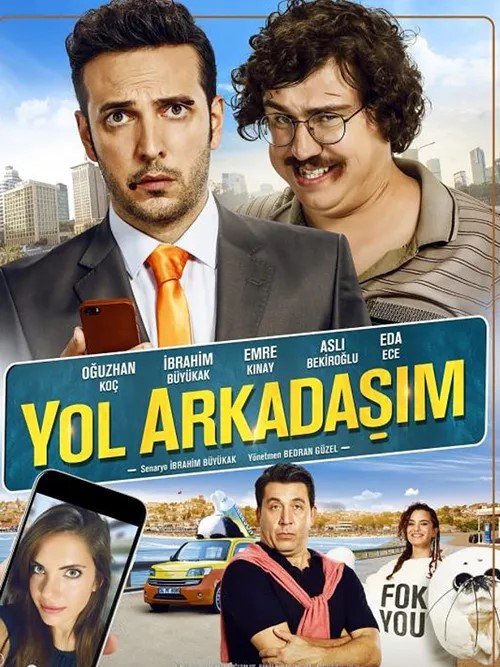 OĞUZHAN KOÇ
İBRAHİM BÜYÜKAK
EMRE KINAY
ASLI BEKİROĞLU
EDA ECE
YOL ARKADAŞIM
Senaryo İBRAHİM BÜYÜKAK Yönetmen BEDRAN GÜZEL
FOK
YOU